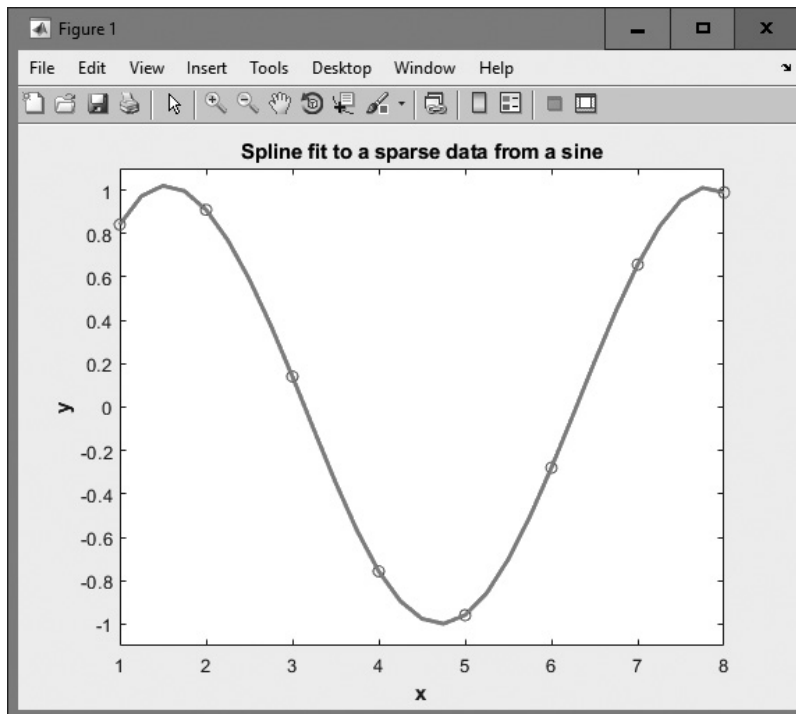 Figure 1
File Edit View Insert Tools Desktop Window Help
Spline fit to a sparse data from a sine
1
0.8
0.6
0.4
0.2
0
-0.2
-0.4
-0.6
-0.8
-1
y
1 2 3 4 5 6 7 8
x